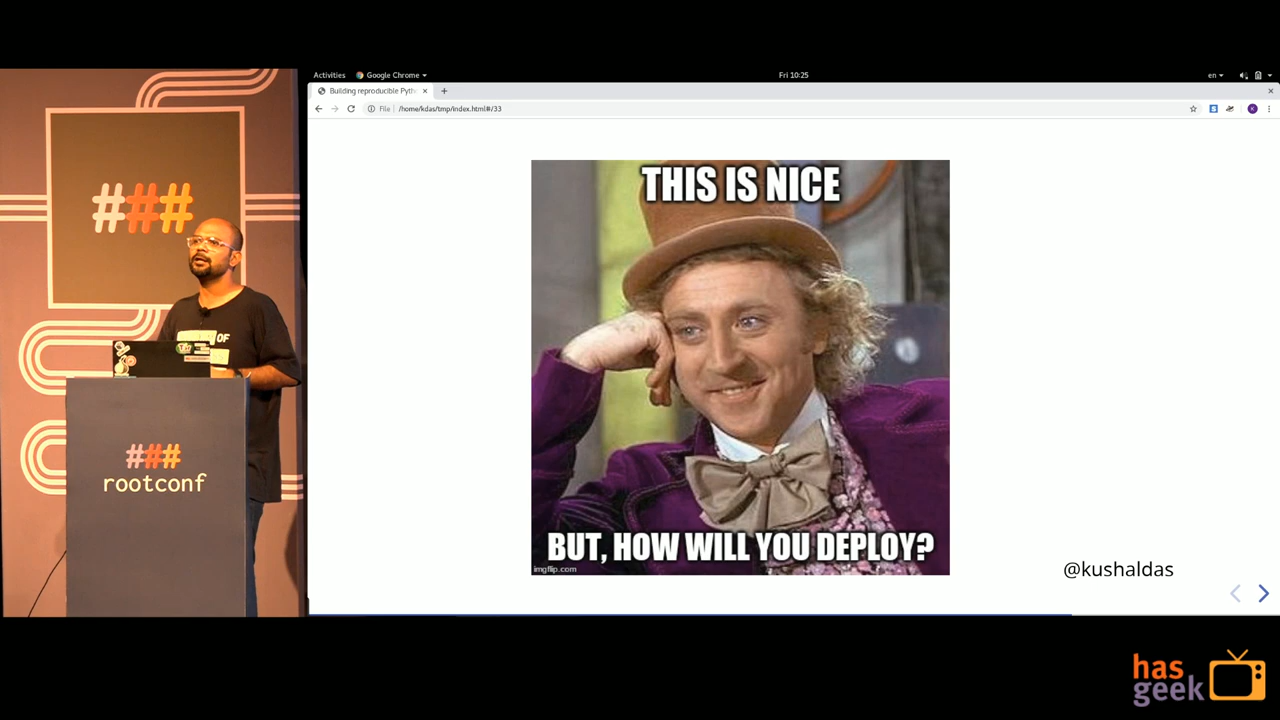 ###
OF
###
rootconf
Activities
Google Chrome
Fri 10:25
en
Building reproducible Pyth
File
/home/kdas/tmp/index.html#/33
K
THIS IS NICE
BUT, HOW WILL YOU DEPLOY?
imgflip.com
@kushaldas
has
geek